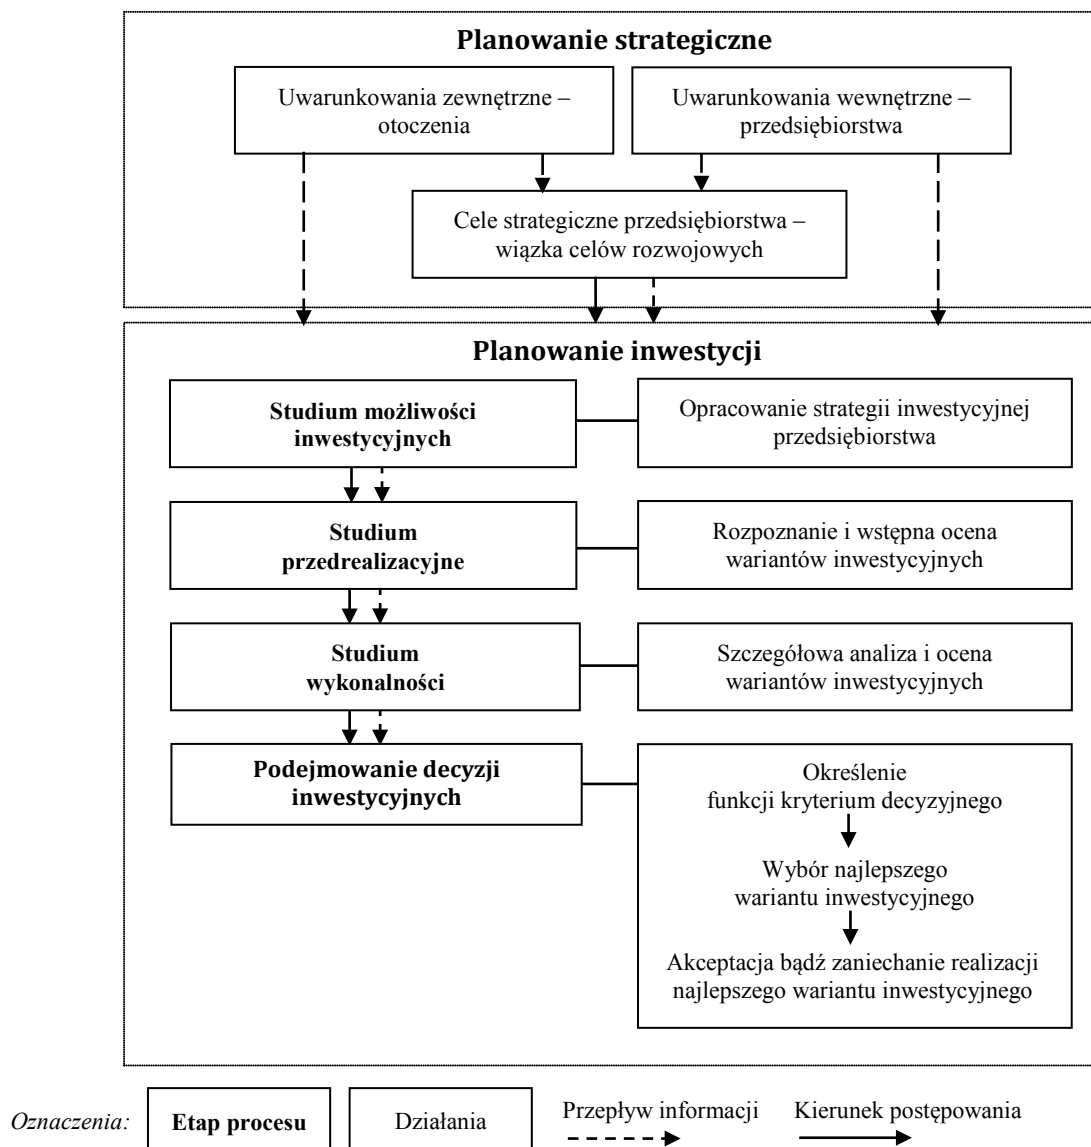 Planowanie strategiczne
Uwarunkowania zewnętrzne –
otoczenia
Uwarunkowania wewnętrzne –
przedsiębiorstwa
Cele strategiczne przedsiębiorstwa –
wiązka celów rozwojowych
Planowanie inwestycji
Studium możliwości
inwestycyjnych
Opracowanie strategii inwestycyjnej
przedsiębiorstwa
Studium
przedrealizacyjne
Rozpoznanie i wstępna ocena
wariantów inwestycyjnych
Studium
wykonalności
Szczegółowa analiza i ocena
wariantów inwestycyjnych
Podejmowanie decyzji
inwestycyjnych
Określenie
funkcji kryterium decyzyjnego
Wybór najlepszego
wariantu inwestycyjnego
Akceptacja bądź zaniechanie realizacji
najlepszego wariantu inwestycyjnego
Oznaczenia:
Etap procesu
Działania
Przepływ informacji
Kierunek postępowania